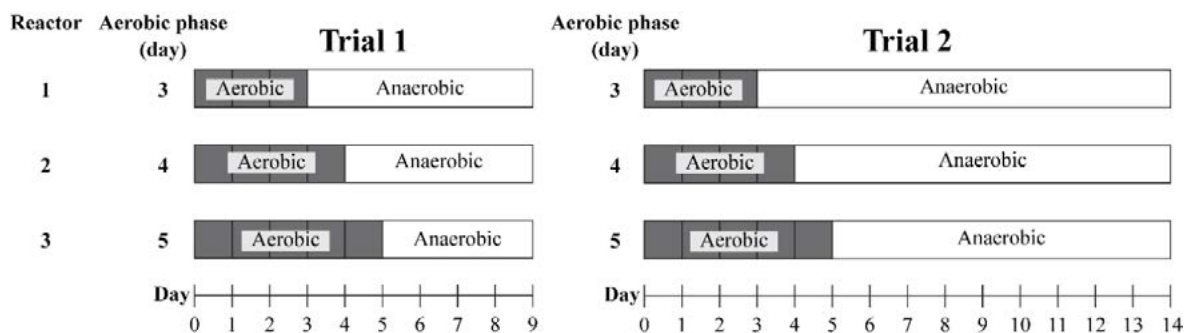 Reactor Aerobic phase (day) Trial 1 Aerobic phase (day) Trial 2
1 3 Aerobic Anaerobic 3 Aerobic Anaerobic
2 4 Aerobic Anaerobic 4 Aerobic Anaerobic
3 5 Aerobic Anaerobic 5 Aerobic Anaerobic
Day
0 1 2 3 4 5 6 7 8 9 0 1 2 3 4 5 6 7 8 9 10 11 12 13 14